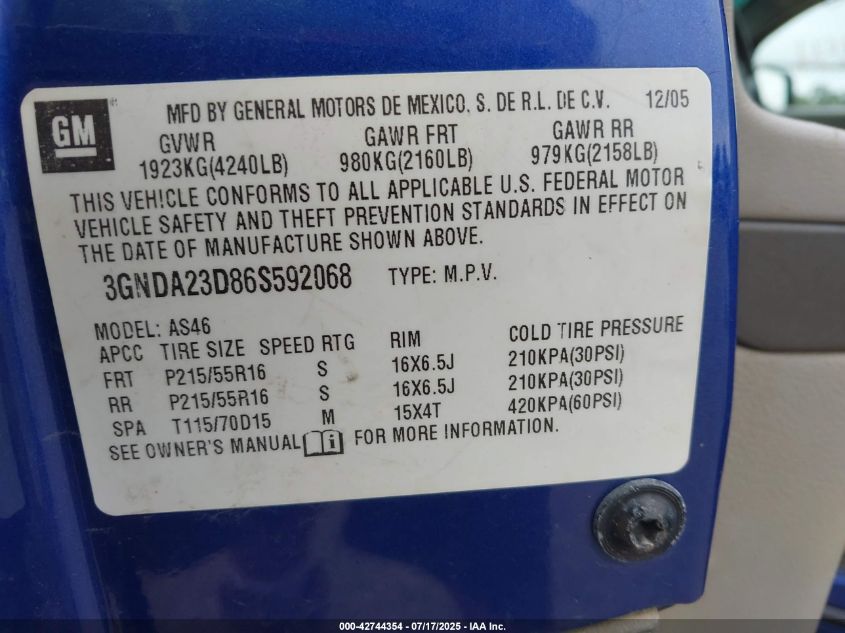 GM
MFD BY GENERAL MOTORS DE MEXICO. S. DE R.L. DE C.V. 12/05
GVWR GAWR FRT GAWR RR
1923KG(4240LB) 980KG(2160LB) 979KG(2158LB)
THIS VEHICLE CONFORMS TO ALL APPLICABLE U.S. FEDERAL MOTOR
VEHICLE SAFETY AND THEFT PREVENTION STANDARDS IN EFFECT ON
THE DATE OF MANUFACTURE SHOWN ABOVE.
3GNDA23D86S592068 TYPE: M.P.V.
MODEL: AS46
APCC TIRE SIZE SPEED RTG RIM COLD TIRE PRESSURE
FRT P215/55R16 S 16X6.5J 210KPA(30PSI)
RR P215/55R16 S 16X6.5J 210KPA(30PSI)
SPA T115/70D15 M 15X4T 420KPA(60PSI)
SEE OWNER'S MANUAL i FOR MORE INFORMATION.
000-42744354 | 07/17/2025 - IAA Inc.